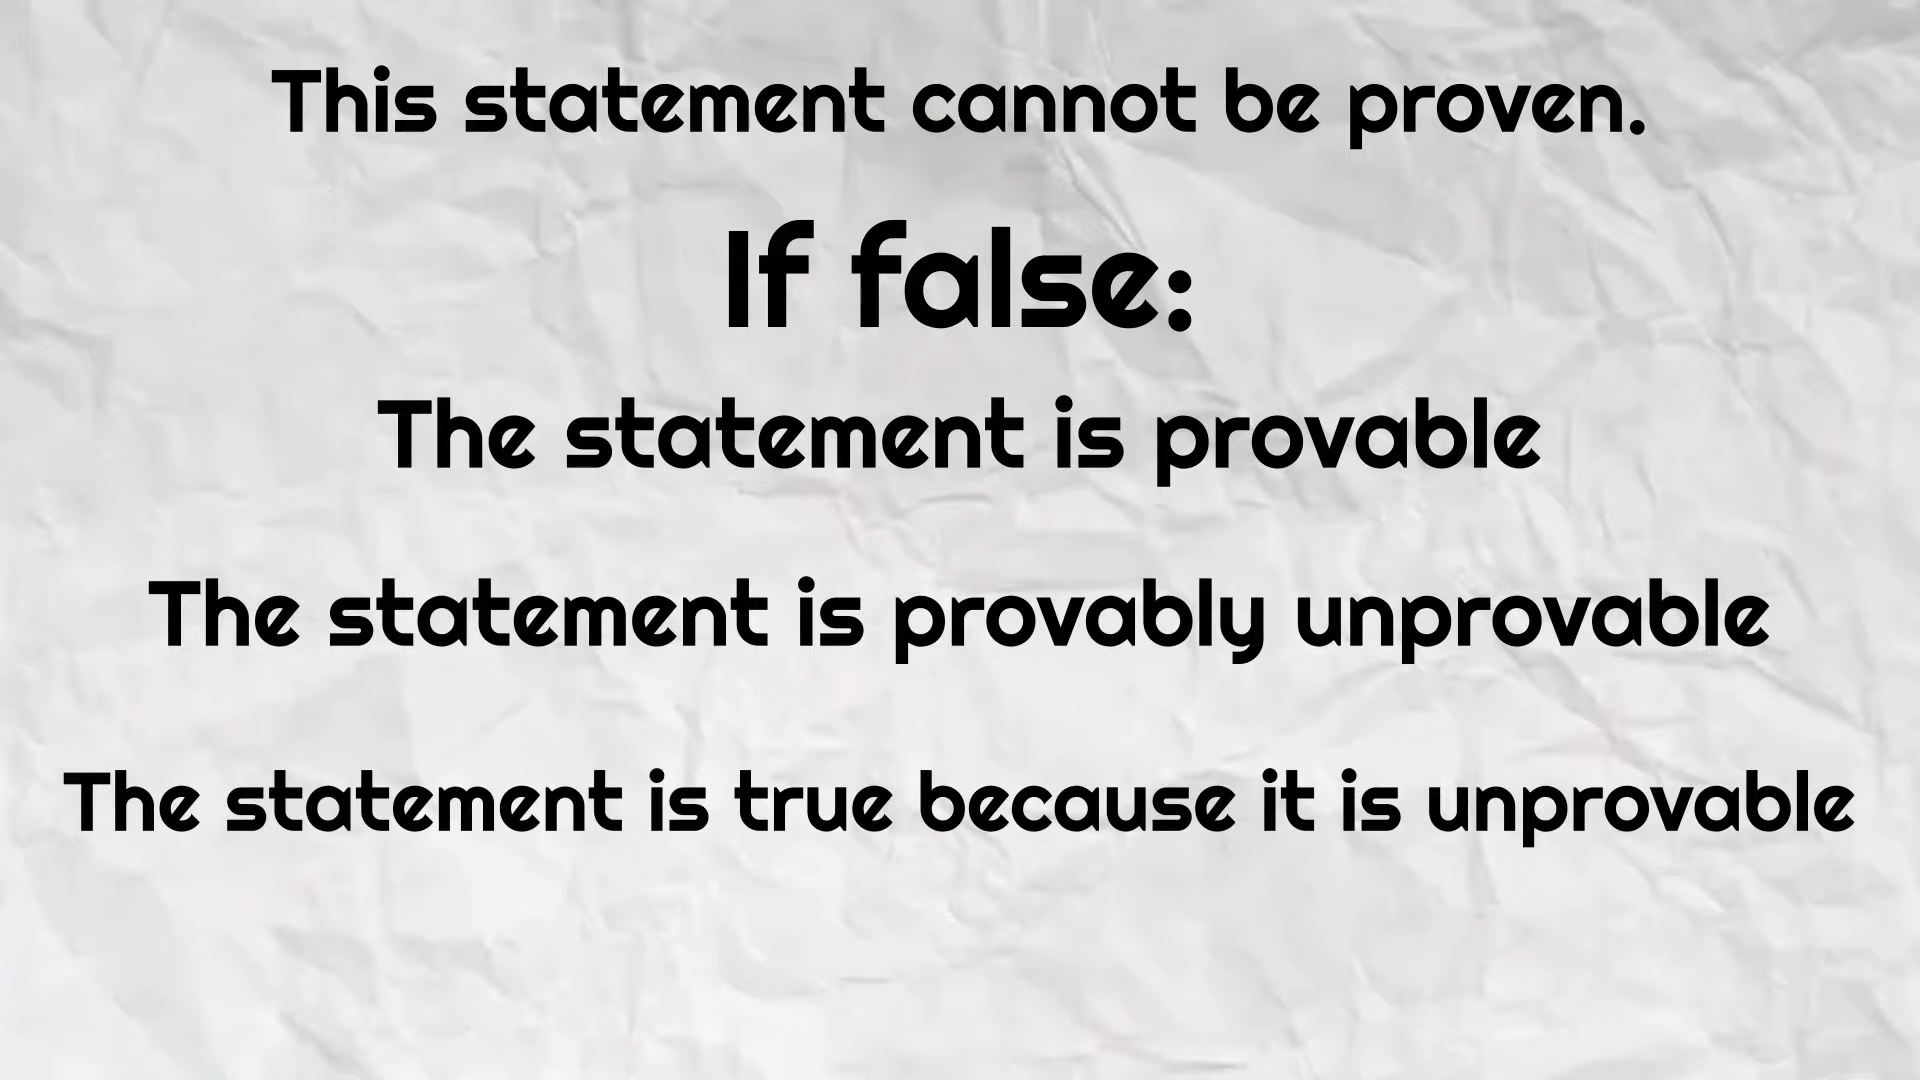 This statement cannot be proven.
If false:
The statement is provable
The statement is provably unprovable
The statement is true because it is unprovable